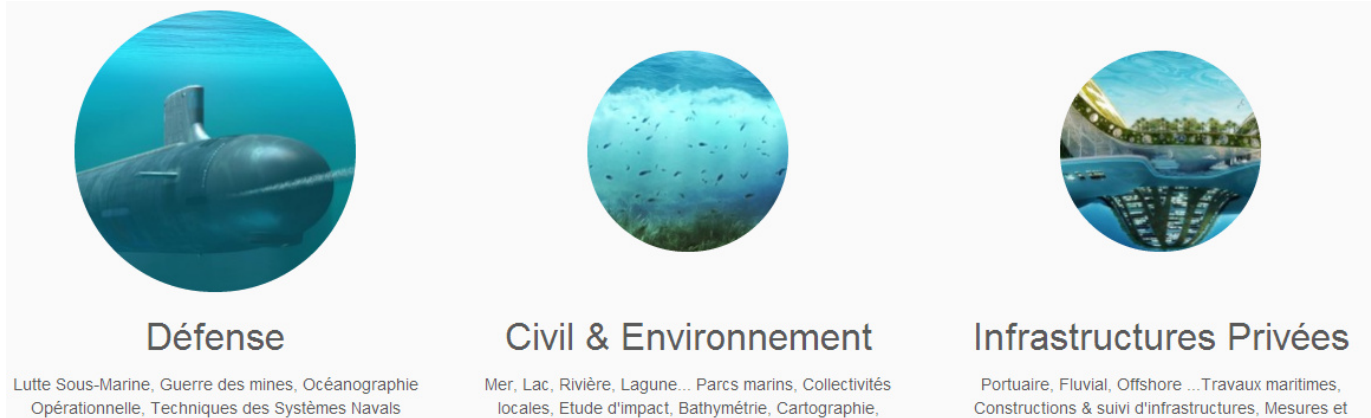 Défense
Lutte Sous-Marine, Guerre des mines, Océanographie
Opérationnelle, Techniques des Systèmes Navals
Civil & Environnement
Mer, Lac, Rivière, Lagune... Parcs marins, Collectivités
locales, Etude d'impact, Bathymétrie, Cartographie,
Infrastructures Privées
Portuaire, Fluvial, Offshore ...Travaux maritimes,
Constructions & suivi d'infrastructures, Mesures et